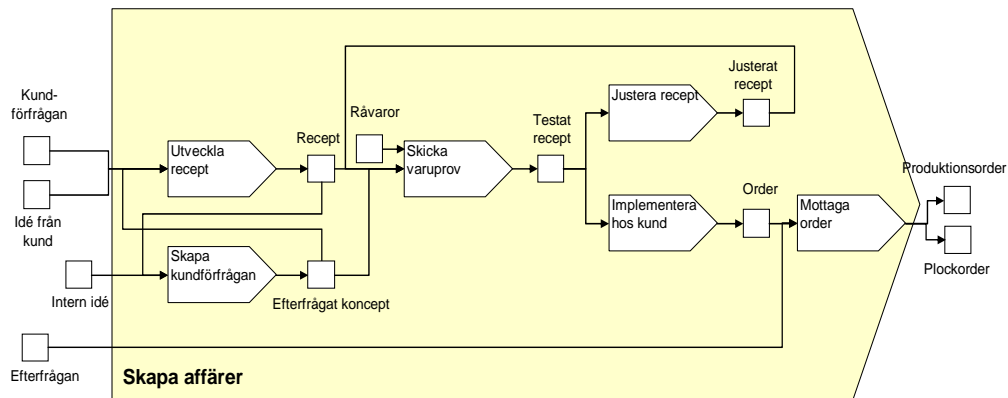 Kund-
förfrågan
Idé från
kund
Intern idé
Efterfrågan
Utveckla
recept
Recept
Skapa
kundförfrågan
Efterfrågat koncept
Råvaror
Skicka
varuprov
Testat
recept
Justera recept
Justerat
recept
Implementera
hos kund
Order
Mottaga
order
Produktionsorder
Plockorder
Skapa affärer